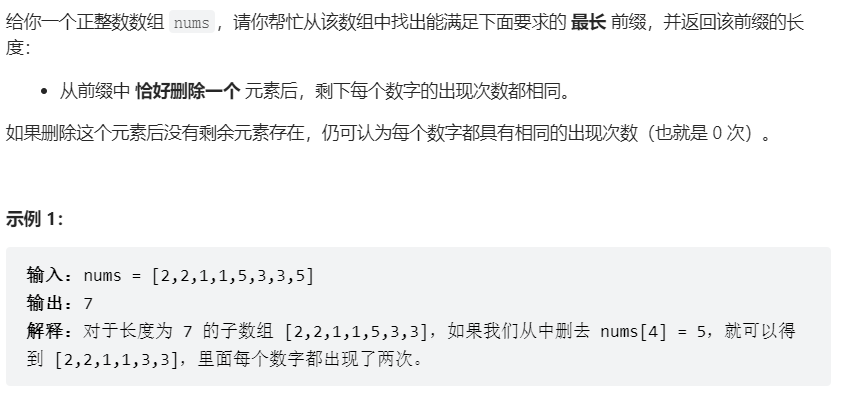 给你一个正整数数组 nums，请你帮忙从该数组中找出能满足下面要求的 最长 前缀，并返回该前缀的长
度：
• 从前缀中 恰好删除一个 元素后，剩下每个数字的出现次数都相同。
如果删除这个元素后没有剩余元素存在，仍可认为每个数字都具有相同的出现次数（也就是 0 次）。
示例 1：
输入：nums = [2,2,1,1,5,3,3,5]
输出：7
解释：对于长度为 7 的子数组 [2,2,1,1,5,3,3]，如果我们从中删去 nums[4] = 5，就可以得
到 [2,2,1,1,3,3]，里面每个数字都出现了两次。